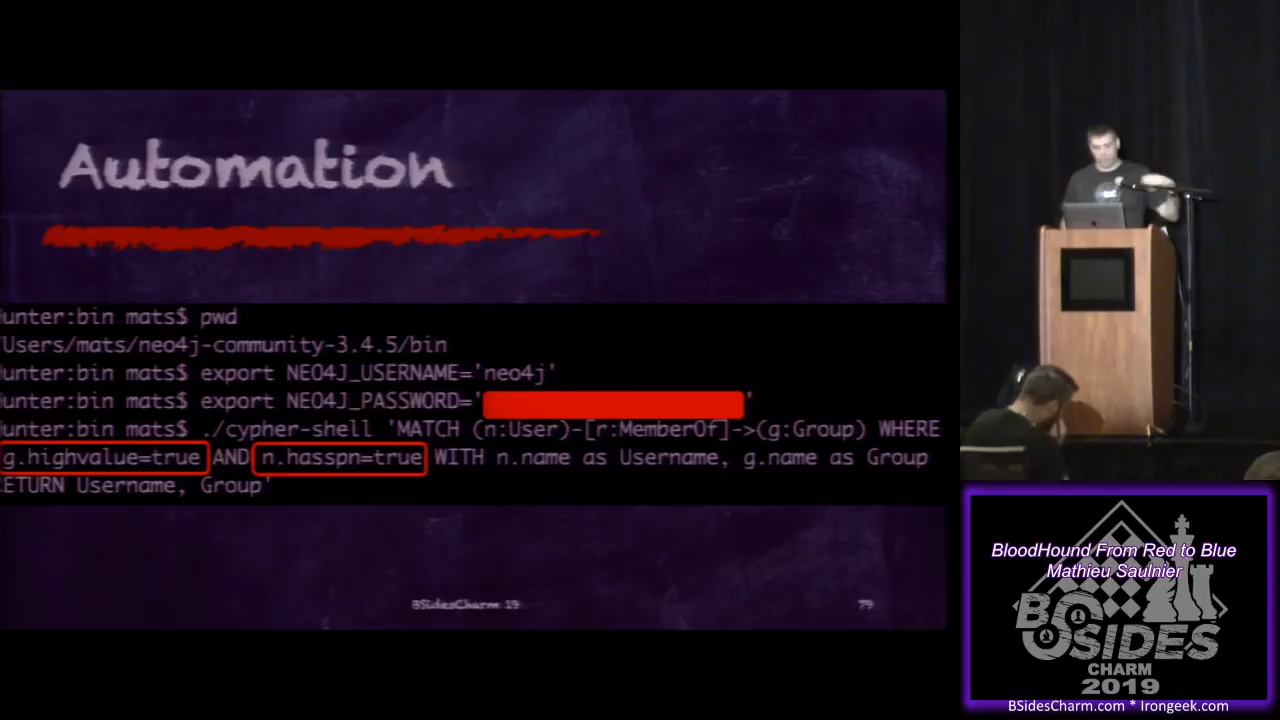 Automation
unter:bin mats$ pwd
Users/mats/neo4j-community-3.4.5/bin
unter:bin mats$ export NEO4J_USERNAME='neo4j'
unter:bin mats$ export NEO4J_PASSWORD=' '
unter:bin mats$ ./cypher-shell 'MATCH (n:User)-[r:MemberOf]->(g:Group) WHERE
g.highvalue=true AND n.hasspn=true WITH n.name as Username, g.name as Group
ETURN Username, Group'
BSidesCharm 19
79
BloodHound From Red to Blue
Mathieu Saulnier
BSIDES
CHARM
2019
BSidesCharm.com * Irongeek.com